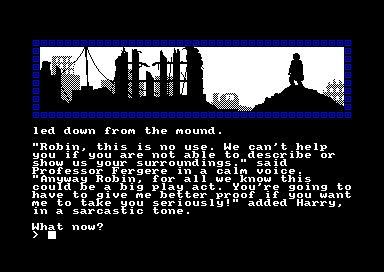 led down from the mound.
"Robin, this is no use. We can't help
you if you are not able to describe or
show us your surroundings." said
Professor Fergere in a calm voice.
"Anyway Robin, for all we know this
could be a big play act. You're going to
have to give me better proof if you want
me to take you seriously!" added Harry,
in a sarcastic tone.
What now?
>